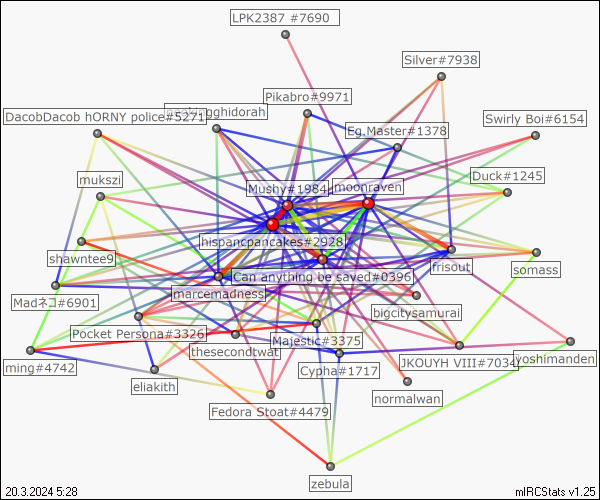 LPK2387 #7690
Silver#7938
Pikabro#9971
DacobDacob hORNY police#5271
ghidorah
Eg.Master#1378
Swirly Boi#6154
mukszi
Mushy#1984
moonraven
Duck#1245
hispancpancakes#2928
shawntee9
Can anything be saved#0396
frisout
somass
Madネコ#6901
marcemadness
bigcitysamurai
Pocket Persona#3326
thesecondtwat
Majestic#3375
ming#4742
eliakith
Cypha#1717
JKOUYH VIII#7034
yoshimanden
Fedora Stoat#4479
normalwan
zebula
20.3.2024 5:28
mIRCStats v1.25